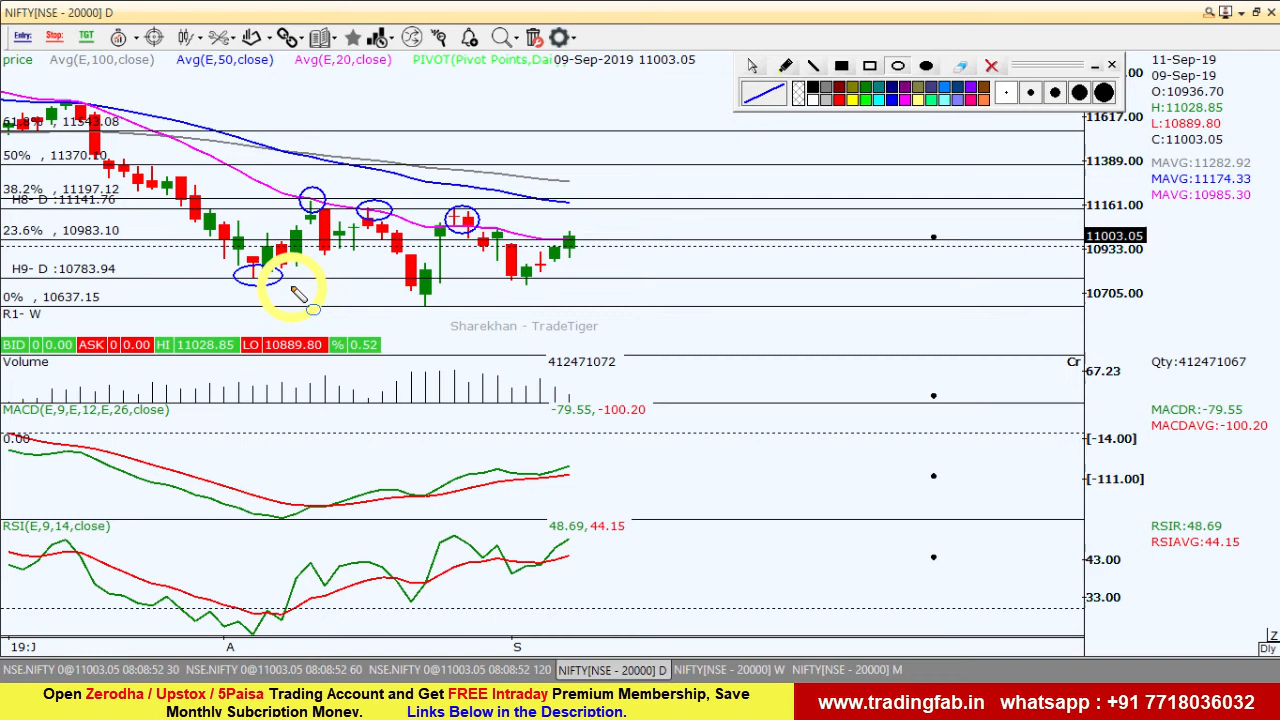 NIFTY[NSE - 20000] D
Entry:
Stop:
TGT
price
Avg(E,100,close)
Avg(E,50,close)
Avg(E,20,close)
PIVOT(Pivot Points,Dai
09-Sep-2019 11003.05
11-Sep-19
09-Sep-19
O:10936.70
H:11028.85
L:10889.80
C:11003.05
MAVG:11282.92
MAVG:11174.33
MAVG:10985.30
11617.00
11389.00
11161.00
11003.05
10933.00
10705.00
61.8% , 11543.08
50% , 11370.10
38.2% , 11197.12
H8- D :11141.76
23.6% , 10983.10
H9- D :10783.94
0% , 10637.15
R1- W
Sharekhan - TradeTiger
BID 0 0.00 ASK 0 0.00 HI 11028.85 LO 10889.80 % 0.52
Volume
412471072
Cr
67.23
Qty:412471067
MACD(E,9,E,12,E,26,close)
-79.55, -100.20
MACDR:-79.55
MACDAVG:-100.20
0.00
[-14.00]
[-111.00]
RSI(E,9,14,close)
48.69, 44.15
RSIR:48.69
RSIAVG:44.15
43.00
33.00
19:J
A
S
Z
Dly
NSE.NIFTY 0@11003.05 08:08:52 30
NSE.NIFTY 0@11003.05 08:08:52 60
NSE.NIFTY 0@11003.05 08:08:52 120
NIFTY[NSE - 20000] D
NIFTY[NSE - 20000] W
NIFTY[NSE - 20000] M
Open Zerodha / Upstox / 5Paisa Trading Account and Get FREE Intraday Premium Membership, Save
Monthly Subcription Money. Links Below in the Description.
www.tradingfab.in whatsapp : +91 7718036032